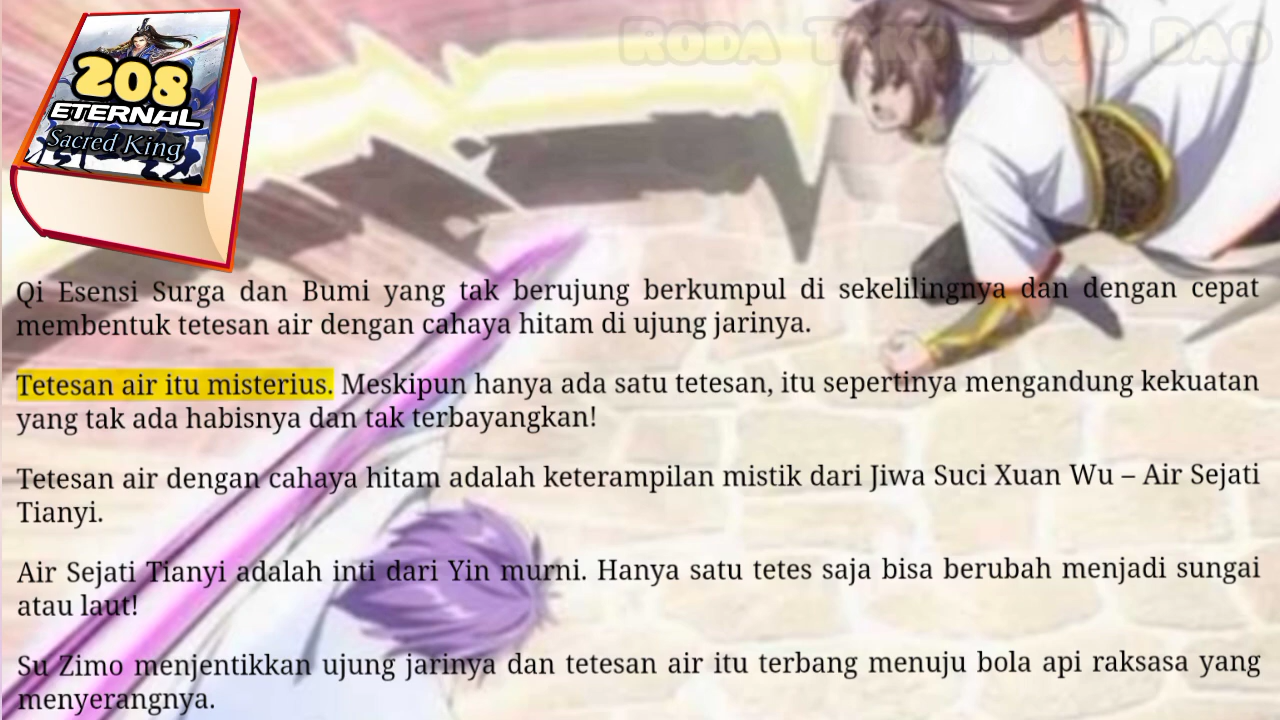 RODA TAKDIR WU DAO
208
ETERNAL
Sacred King
Qi Esensi Surga dan Bumi yang tak berujung berkumpul di sekelilingnya dan dengan cepat
membentuk tetesan air dengan cahaya hitam di ujung jarinya.
Tetesan air itu misterius. Meskipun hanya ada satu tetesan, itu sepertinya mengandung kekuatan
yang tak ada habisnya dan tak terbayangkan!
Tetesan air dengan cahaya hitam adalah keterampilan mistik dari Jiwa Suci Xuan Wu – Air Sejati
Tianyi.
Air Sejati Tianyi adalah inti dari Yin murni. Hanya satu tetes saja bisa berubah menjadi sungai
atau laut!
Su Zimo menjentikkan ujung jarinya dan tetesan air itu terbang menuju bola api raksasa yang
menyerangnya.